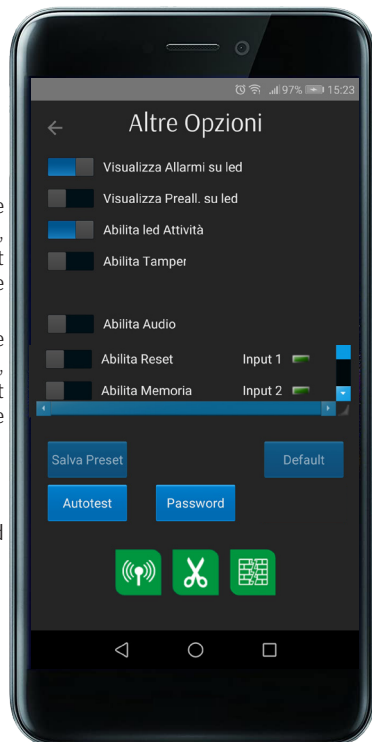 97% 15:23
Altre Opzioni
Visualizza Allarmi su led
Visualizza Preall. su led
Abilita led Attività
Abilita Tamper
Abilita Audio
Abilita Reset Input 1
Abilita Memoria Input 2
Salva Preset Default
Autotest Password